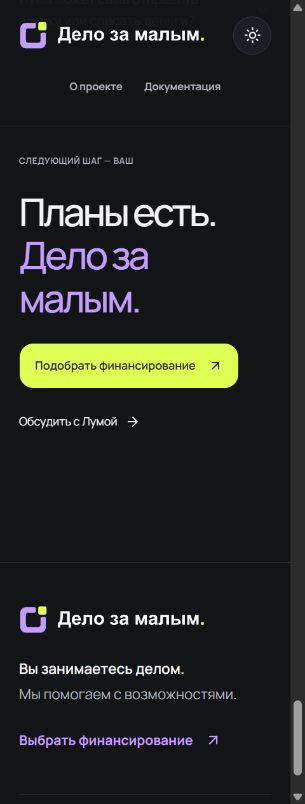 Дело за малым.
О проекте Документация
СЛЕДУЮЩИЙ ШАГ — ВАШ
Планы есть.
Дело за
малым.
Подобрать финансирование
Обсудить с Лумой
Дело за малым.
Вы занимаетесь делом.
Мы помогаем с возможностями.
Выбрать финансирование